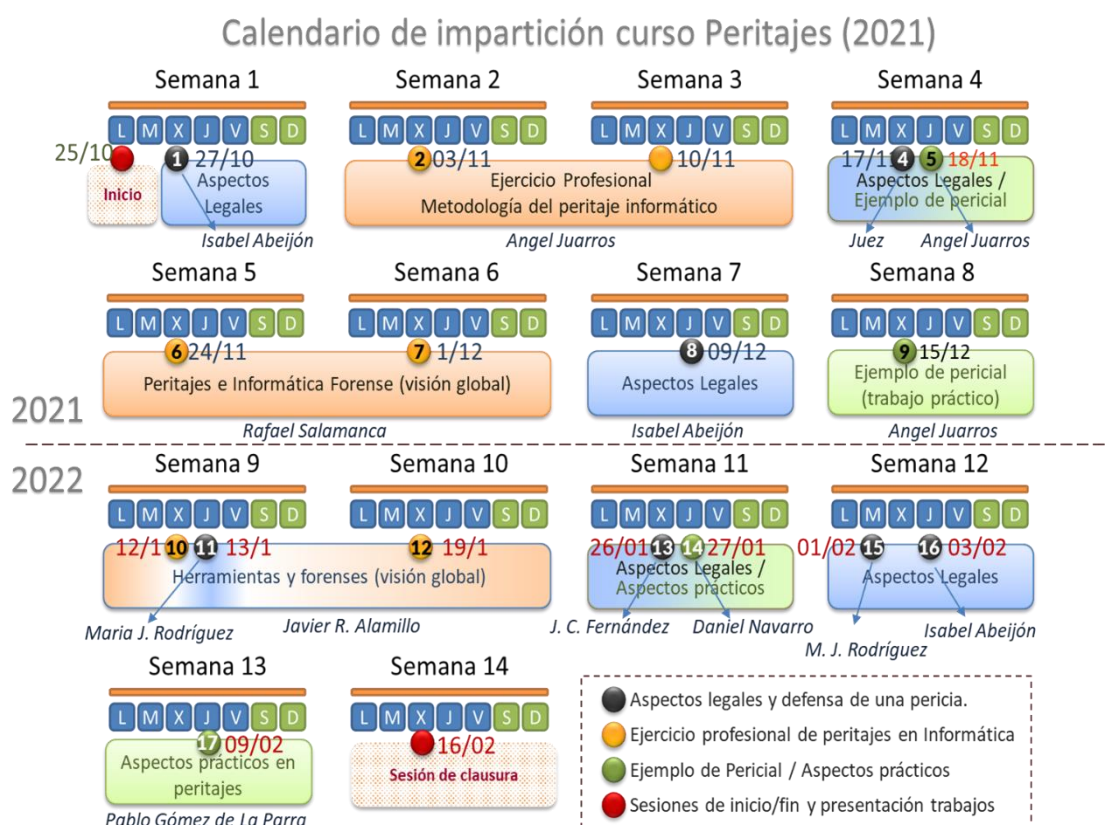 Calendario de impartición curso Peritajes (2021)
Semana 1
L M X J V S D
25/10
1 27/10
Inicio
Aspectos
Legales
Isabel Abeijón
Semana 2
L M X J V S D
2 03/11
Semana 3
L M X J V S D
10/11
Ejercicio Profesional
Metodología del peritaje informático
Angel Juarros
Semana 4
L M X J V S D
17/11 4 5 18/11
Aspectos Legales /
Ejemplo de pericial
Juez
Angel Juarros
Semana 5
L M X J V S D
6 24/11
Semana 6
L M X J V S D
7 1/12
Peritajes e Informática Forense (visión global)
Rafael Salamanca
Semana 7
L M X J V S D
8 09/12
Aspectos Legales
Isabel Abeijón
Semana 8
L M X J V S D
9 15/12
Ejemplo de pericial
(trabajo práctico)
Angel Juarros
2021
2022
Semana 9
L M X J V S D
12/1 10 11 13/1
Semana 10
L M X J V S D
12 19/1
Herramientas y forenses (visión global)
Maria J. Rodríguez
Javier R. Alamillo
Semana 11
L M X J V S D
26/01 13 14 27/01
Aspectos Legales /
Aspectos prácticos
J. C. Fernández
Daniel Navarro
Semana 12
L M X J V S D
01/02 15 16 03/02
Aspectos Legales
Isabel Abeijón
M. J. Rodríguez
Semana 13
L M X J V S D
17 09/02
Aspectos prácticos en
peritajes
Pablo Gómez de La Parra
Semana 14
L M X J V S D
16/02
Sesión de clausura
Aspectos legales y defensa de una pericia.
Ejercicio profesional de peritajes en Informática
Ejemplo de Pericial / Aspectos prácticos
Sesiones de inicio/fin y presentación trabajos